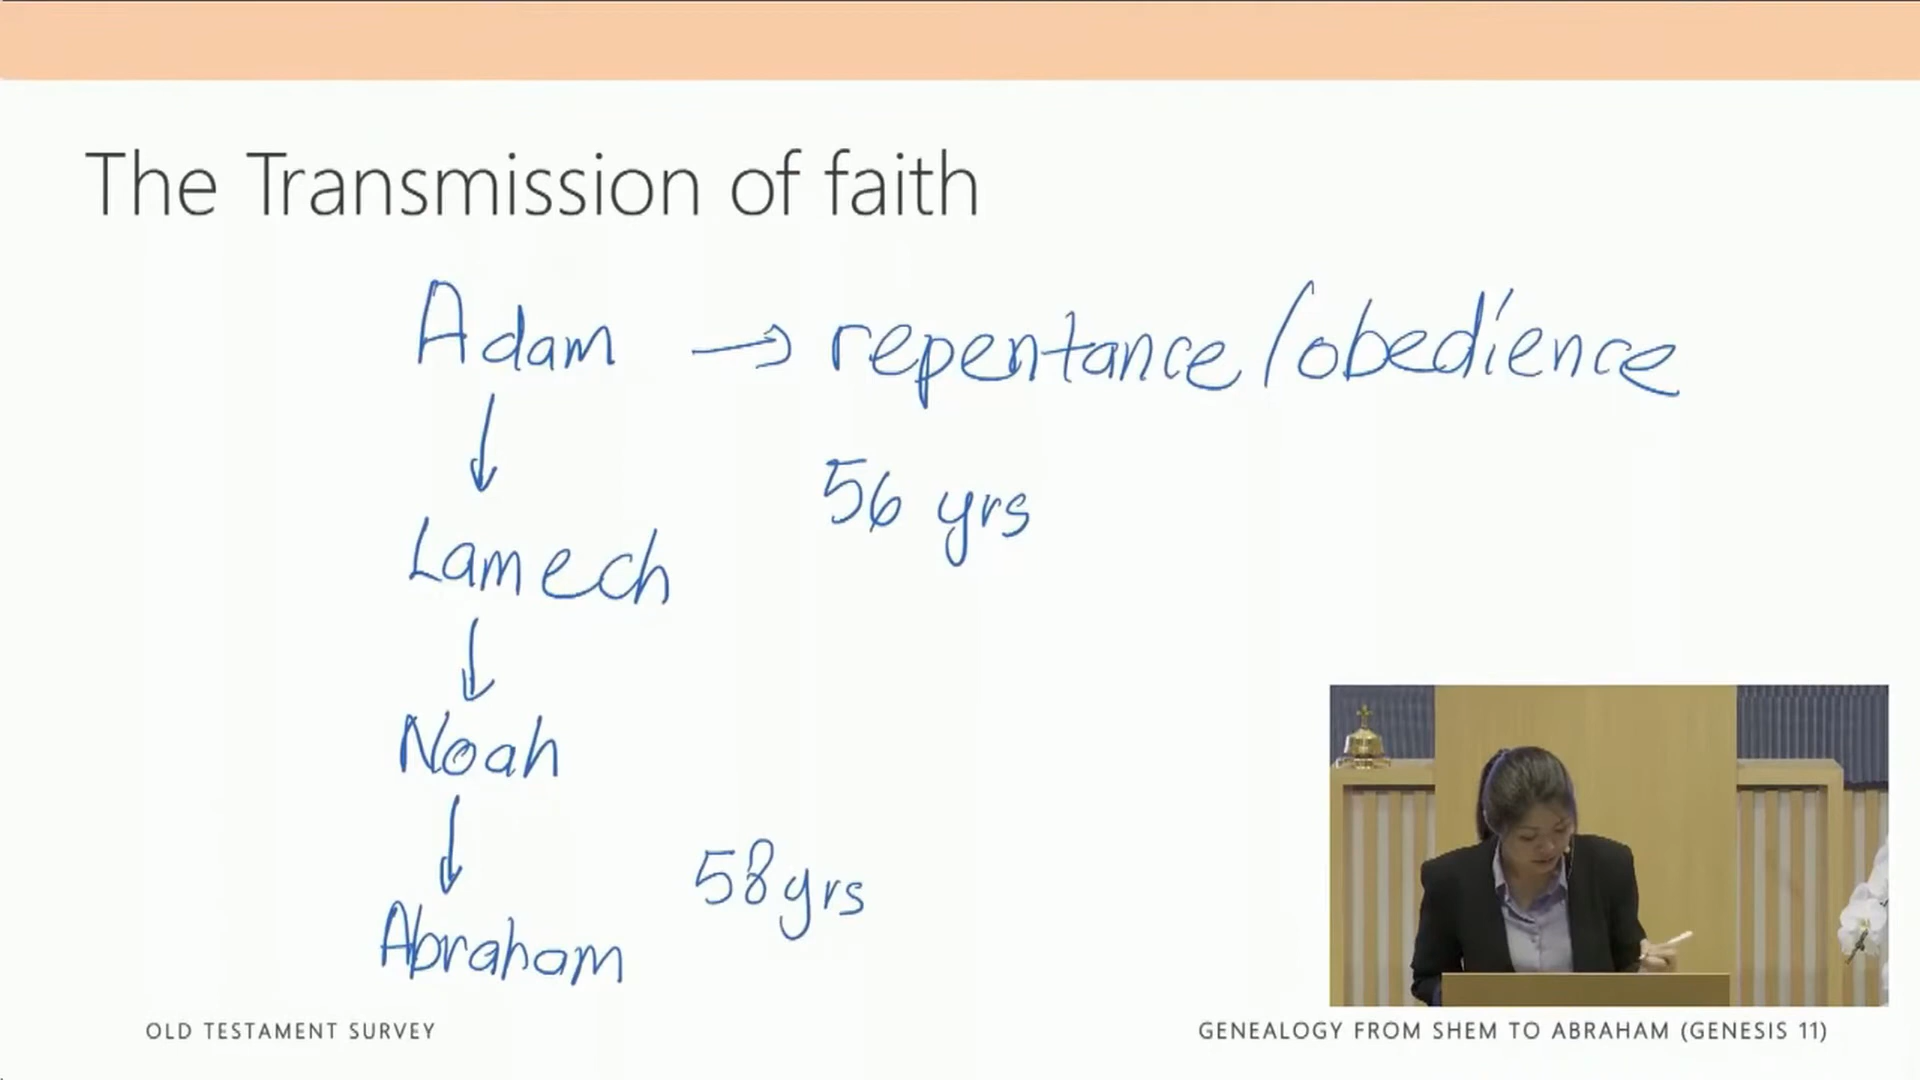 The Transmission of faith
Adam → repentance/obedience
↓
56 yrs
Lamech
↓
Noah
↓
58yrs
Abraham
OLD TESTAMENT SURVEY
GENEALOGY FROM SHEM TO ABRAHAM (GENESIS 11)